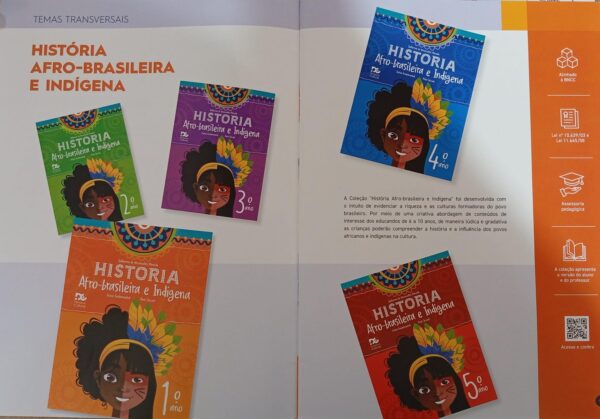 TEMAS TRANSVERSAIS
HISTÓRIA
AFRO-BRASILEIRA
E INDÍGENA
HISTÓRIA
Afro-brasileira e Indígena
2º ano
HISTÓRIA
Afro-brasileira e Indígena
3º ano
HISTÓRIA
Afro-brasileira e Indígena
1º ano
HISTÓRIA
Afro-brasileira e Indígena
4º ano
A Coleção "História Afro-brasileira e Indígena" foi desenvolvida com
o intuito de evidenciar a riqueza e as culturas formadoras do povo
brasileiro. Por meio de uma criativa abordagem de conteúdos de
interesse dos educandos de 6 a 10 anos, de maneira lúdica e gradativa
as crianças poderão compreender a história e a influência dos povos
africanos e indígenas na cultura.
HISTÓRIA
Afro-brasileira e Indígena
5º ano
Alinhado
à BNCC
Lei nº 10.639/03 e
Lei 11.645/08
Assessoria
pedagógica
A coleção apresenta
a versão do aluno
e do professor
Acesse e confira